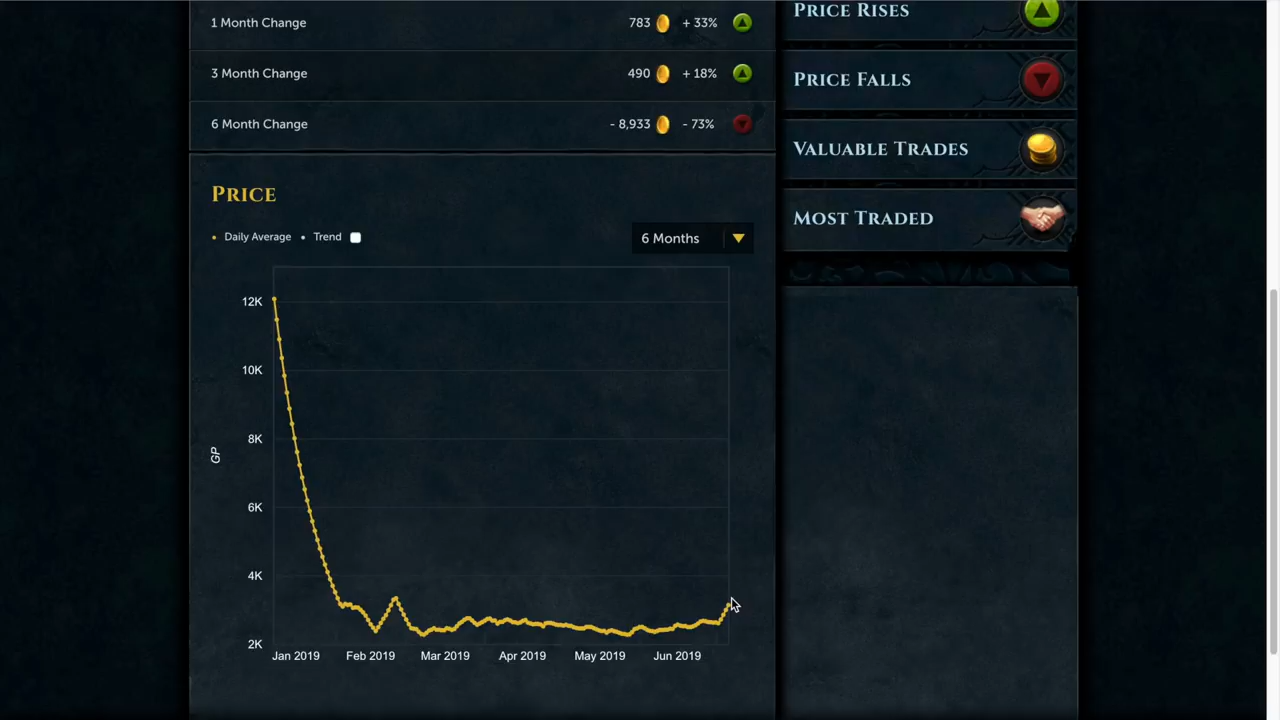 1 Month Change 783 + 33%
3 Month Change 490 + 18%
6 Month Change - 8,933 - 73%
Price
Daily Average Trend
6 Months
12K
10K
8K
6K
4K
2K
GP
Jan 2019 Feb 2019 Mar 2019 Apr 2019 May 2019 Jun 2019
Price Rises
Price Falls
Valuable Trades
Most Traded